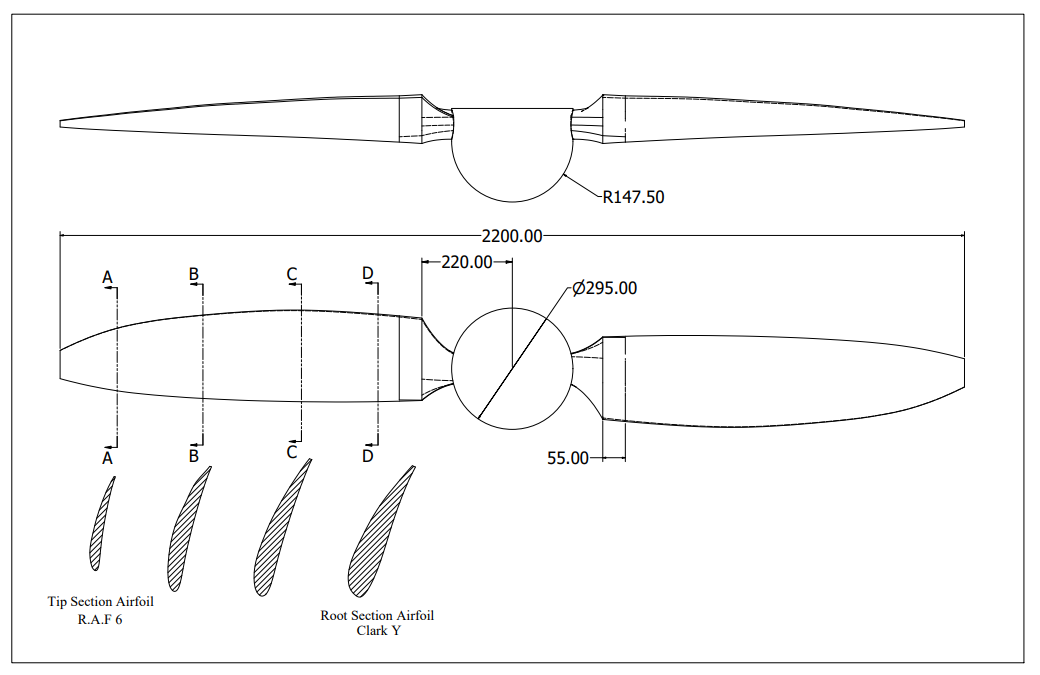 R147.50
2200.00
220.00
Ø295.00
A
B
C
D
A
B
C
D
55.00
Tip Section Airfoil
R.A.F 6
Root Section Airfoil
Clark Y